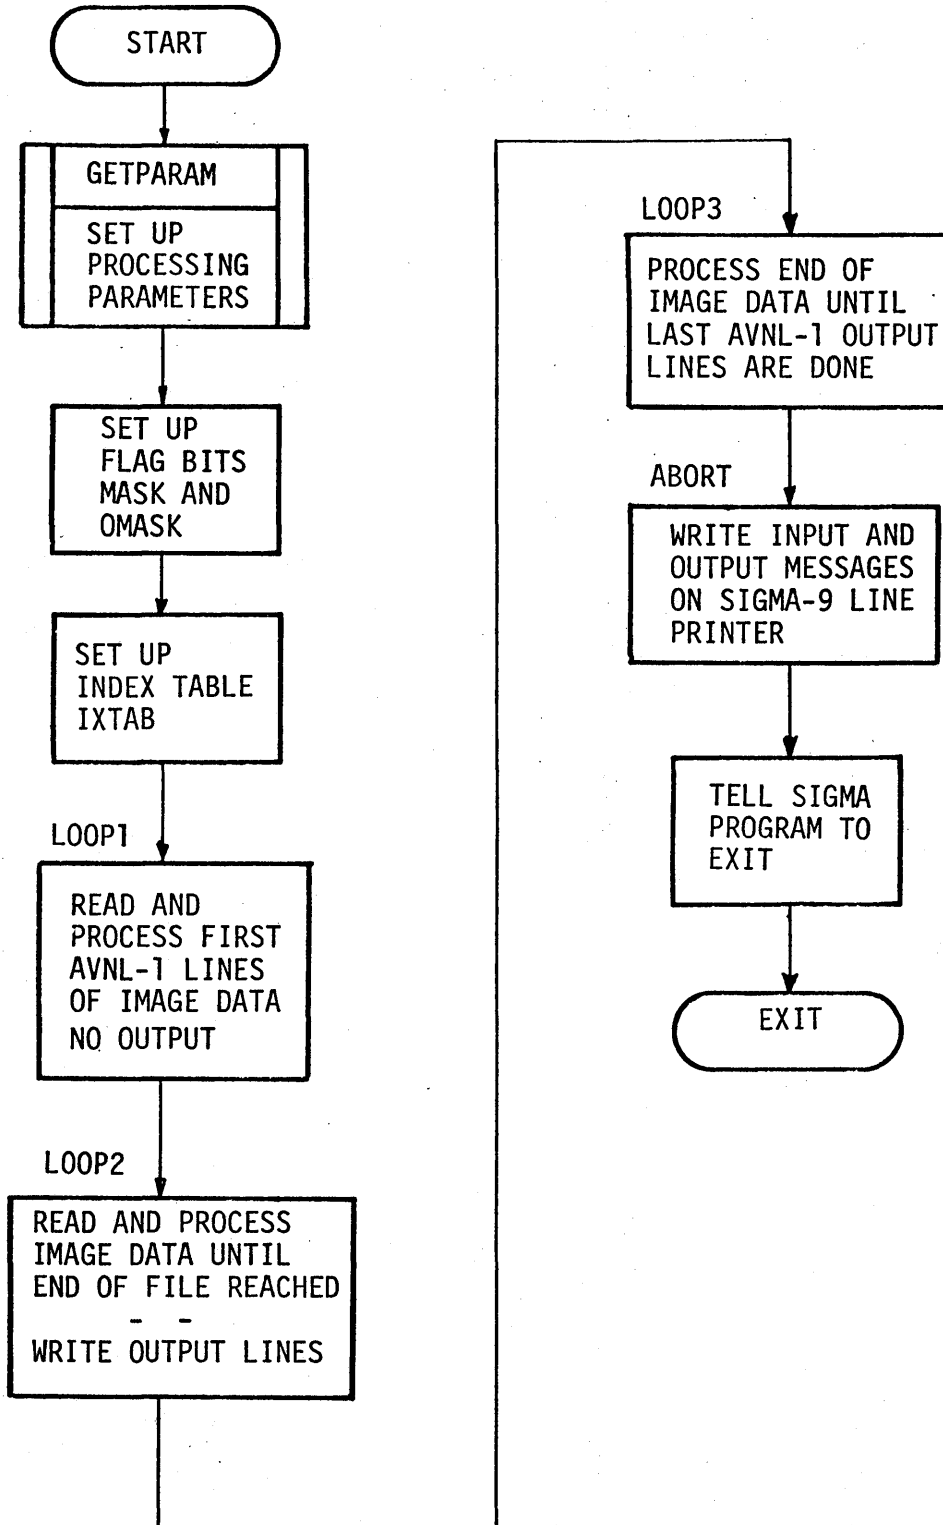 START
GETPARAM
SET UP
PROCESSING
PARAMETERS
SET UP
FLAG BITS
MASK AND
OMASK
SET UP
INDEX TABLE
IXTAB
LOOP1
READ AND
PROCESS FIRST
AVNL-1 LINES
OF IMAGE DATA
NO OUTPUT
LOOP2
READ AND PROCESS
IMAGE DATA UNTIL
END OF FILE REACHED
- -
WRITE OUTPUT LINES
LOOP3
PROCESS END OF
IMAGE DATA UNTIL
LAST AVNL-1 OUTPUT
LINES ARE DONE
ABORT
WRITE INPUT AND
OUTPUT MESSAGES
ON SIGMA-9 LINE
PRINTER
TELL SIGMA
PROGRAM TO
EXIT
EXIT